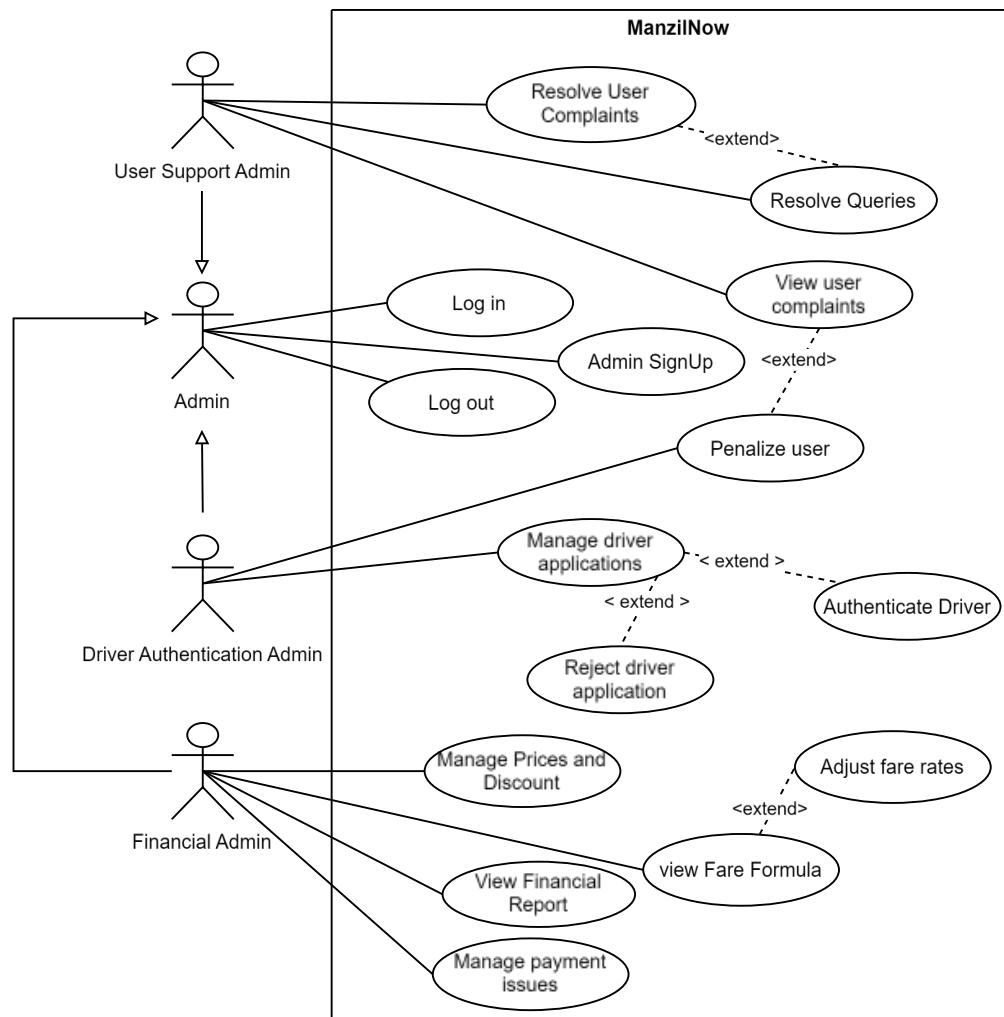 ManzilNow
Resolve User
Complaints
<extend>
User Support Admin
Resolve Queries
View user
complaints
Log in
<extend>
Admin SignUp
Admin
Log out
Penalize user
Manage driver
applications
< extend >
< extend >
Authenticate Driver
Driver Authentication Admin
Reject driver
application
Manage Prices and
Discount
Adjust fare rates
<extend>
Financial Admin
view Fare Formula
View Financial
Report
Manage payment
issues